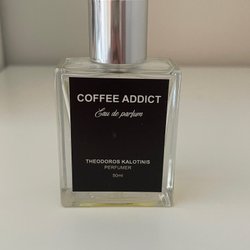 COFFEE ADDICT
Eau de parfum
THEODOROS KALOTINIS
PERFUMER
50ml